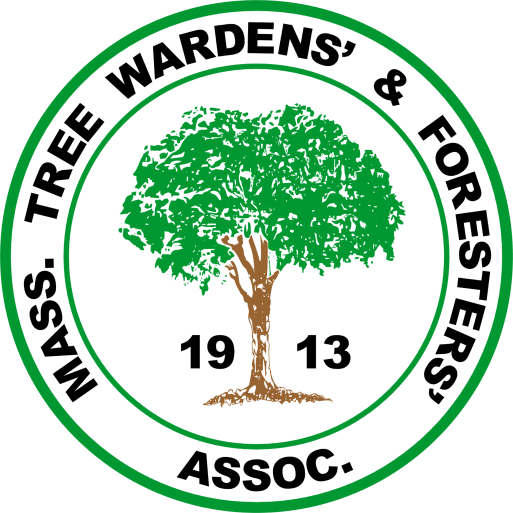 MASS. TREE WARDENS' & FORESTERS'
ASSOC.
19 13